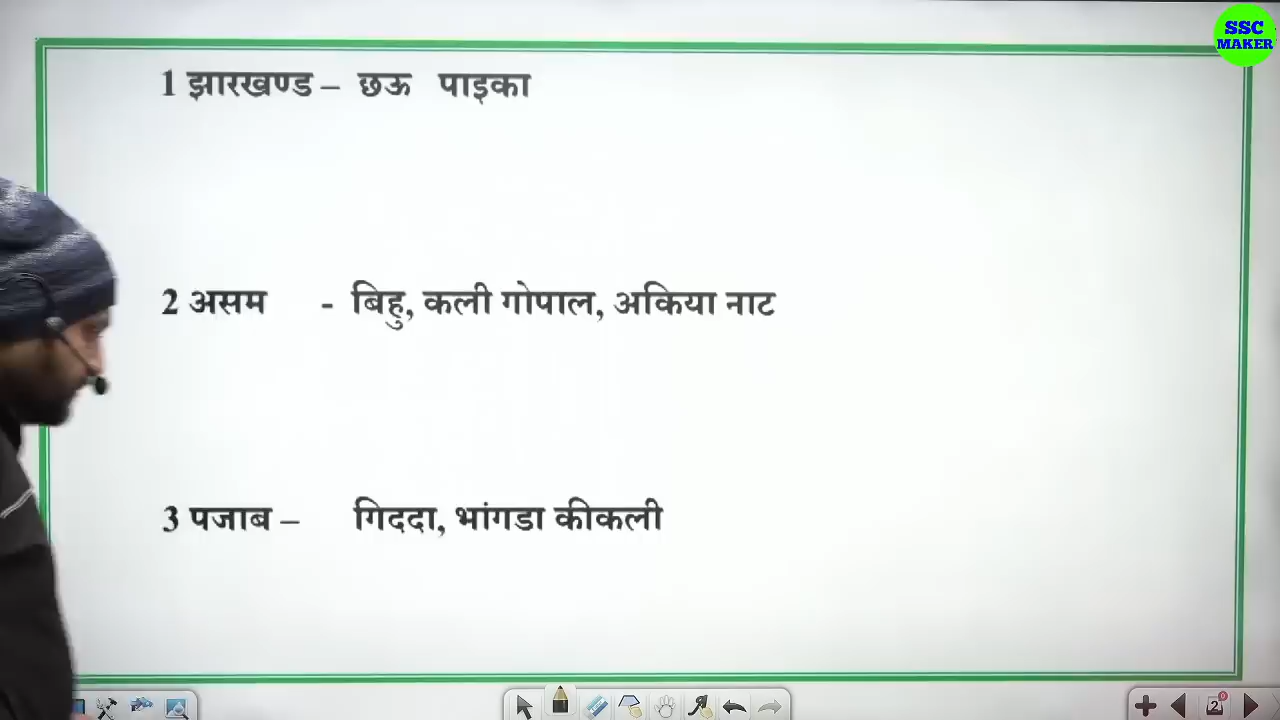 SSC
MAKER
1 झारखण्ड – छऊ पाइका
2 असम - बिहु, कली गोपाल, अकिया नाट
3 पजाब – गिददा, भांगडा कीकली
2